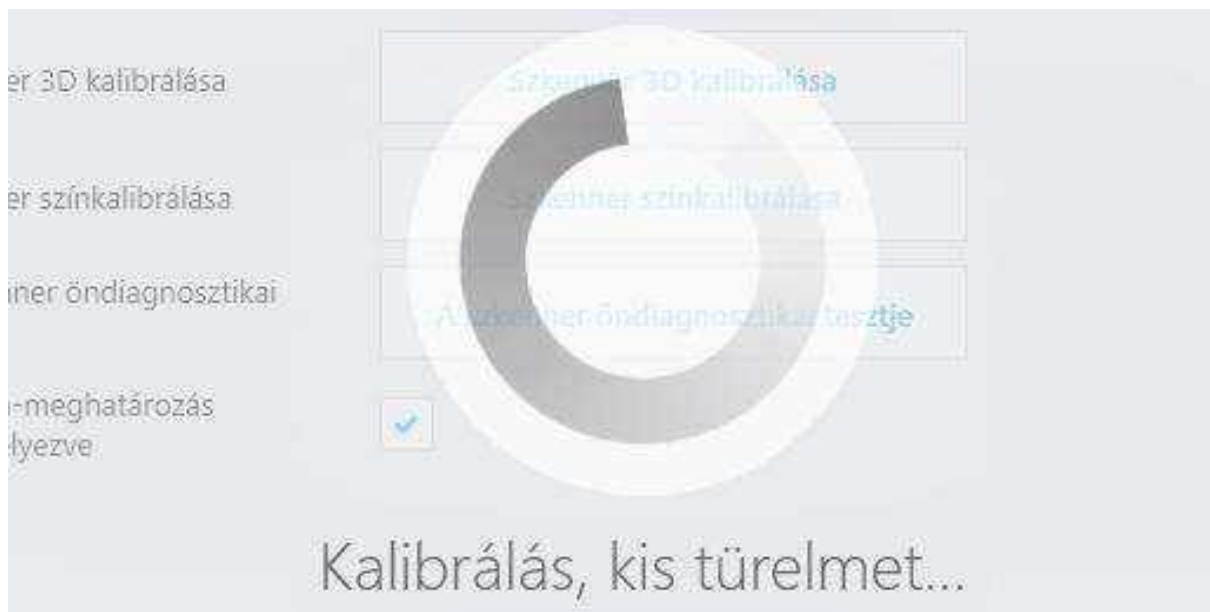 er 3D kalibrálása
Szkenner 3D kalibrálása
er színkalibrálása
Szkenner színkalibrálása
ner öndiagnosztikai
A szkenner öndiagnosztikai tesztje
-meghatározás
lyezve
Kalibrálás, kis türelmet...